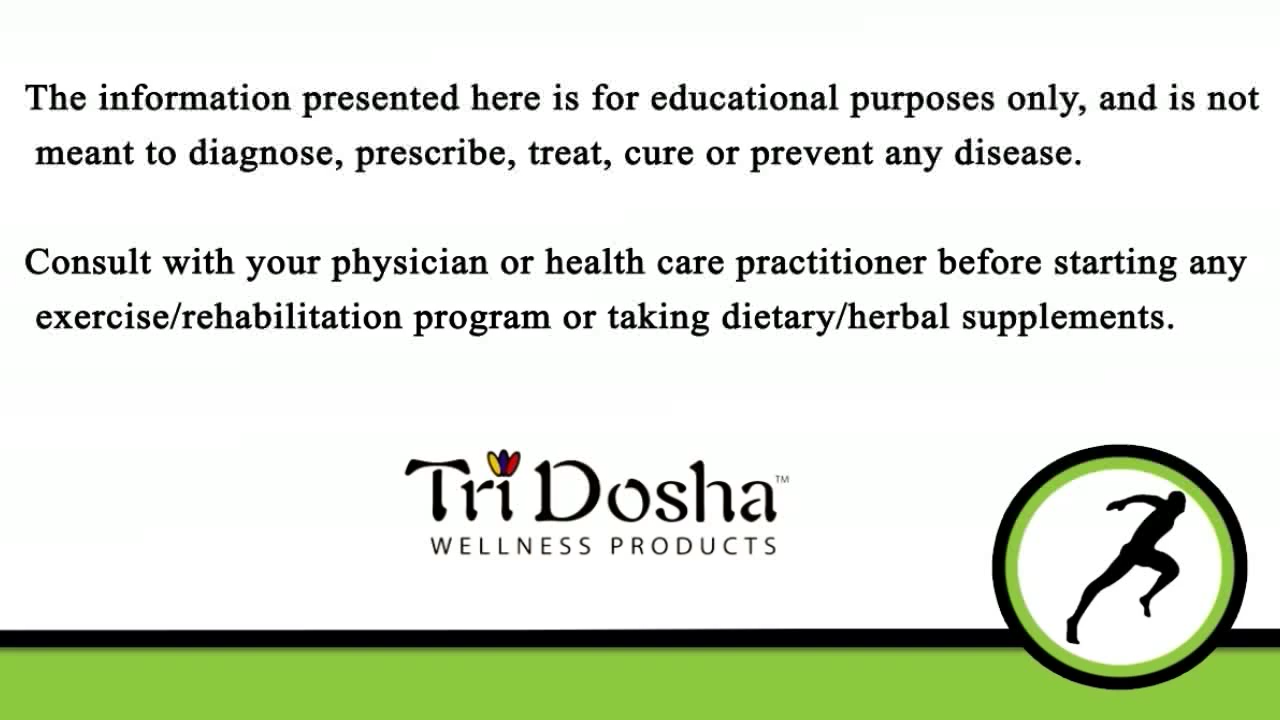 The information presented here is for educational purposes only, and is not
meant to diagnose, prescribe, treat, cure or prevent any disease.
Consult with your physician or health care practitioner before starting any
exercise/rehabilitation program or taking dietary/herbal supplements.
Tri Dosha™
WELLNESS PRODUCTS